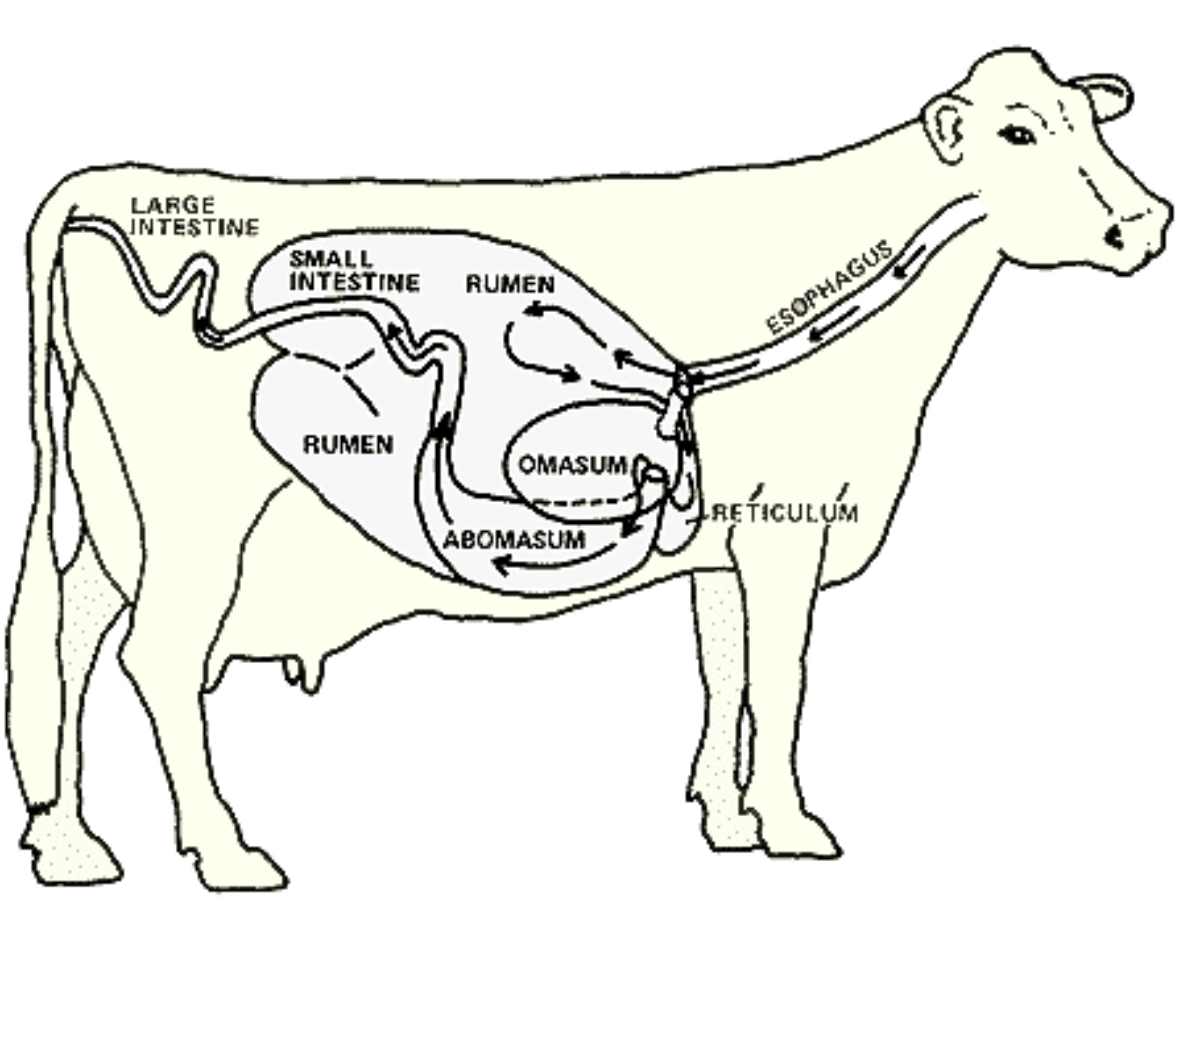 LARGE
INTESTINE
SMALL
INTESTINE
RUMEN
ESOPHAGUS
RUMEN
OMASUM
RETICULUM
ABOMASUM